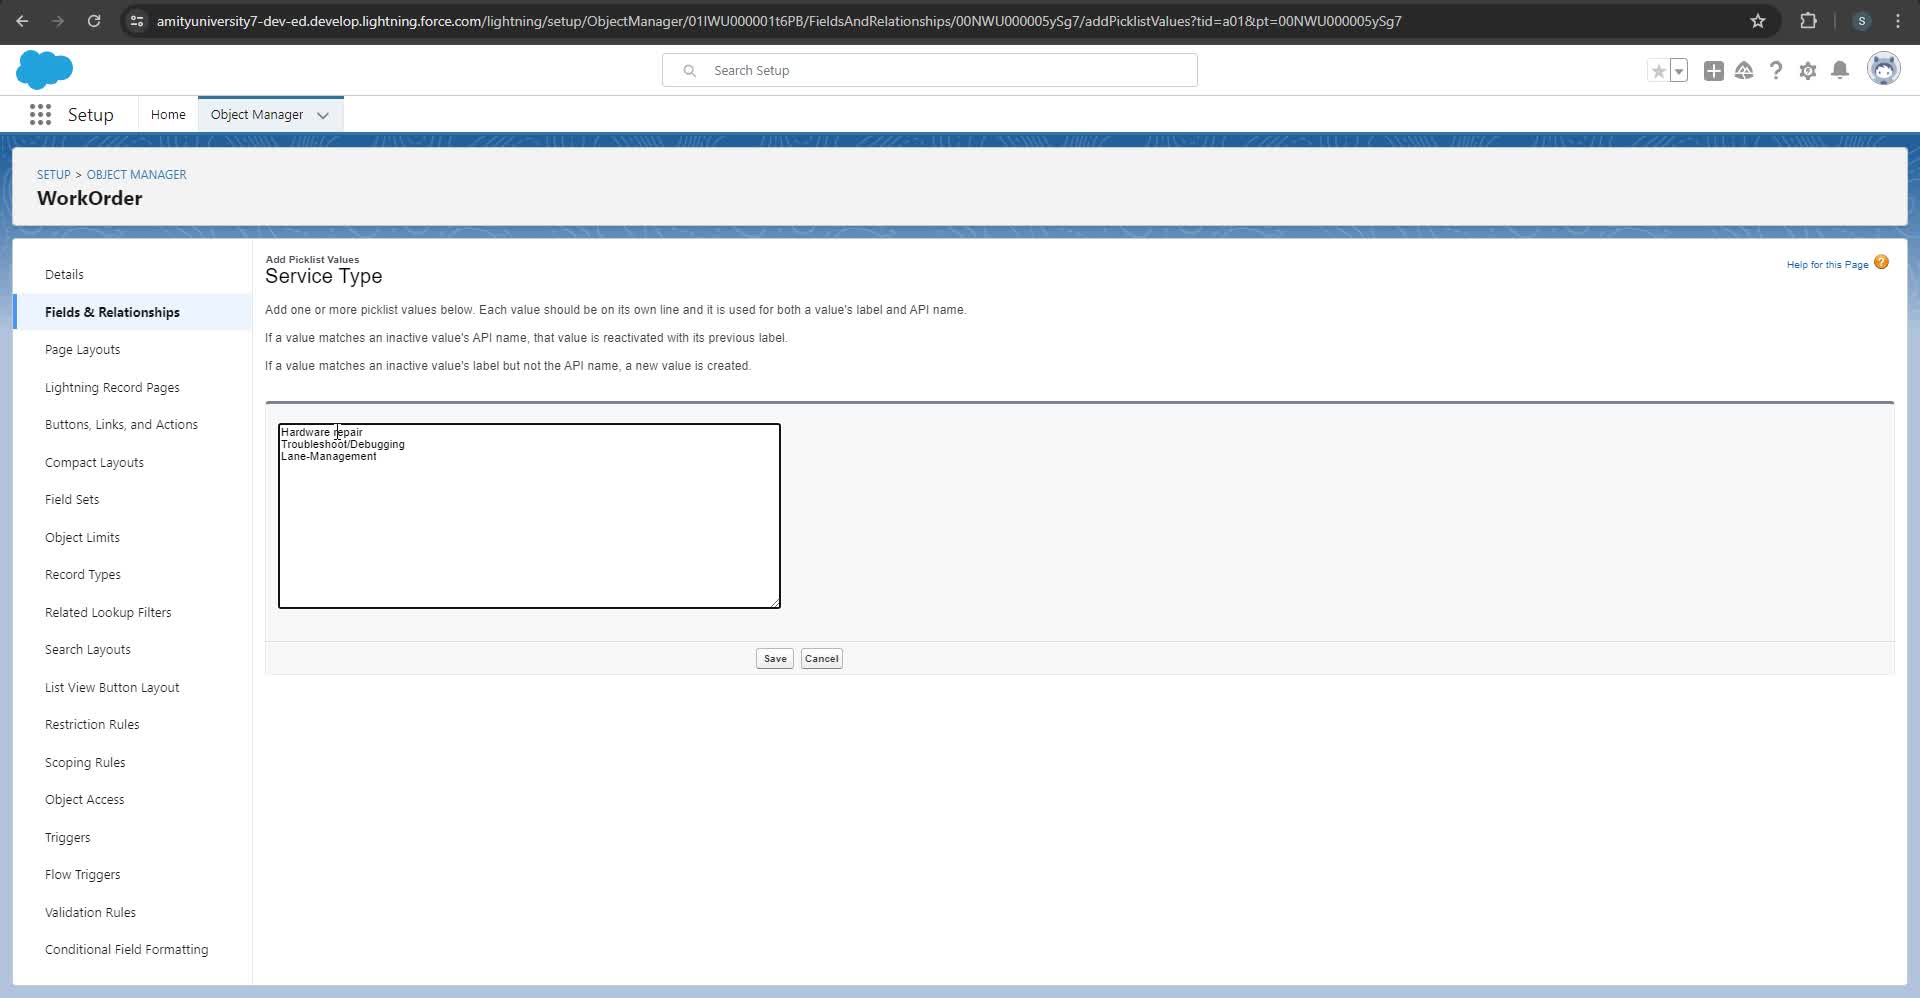 amityuniversity7-dev-ed.develop.lightning.force.com/lightning/setup/ObjectManager/01IWU000001t6PB/FieldsAndRelationships/00NWU000005ySg7/addPicklistValues?tid=a01&pt=00NWU000005ySg7
S
Search Setup
Setup
Home
Object Manager
SETUP > OBJECT MANAGER
WorkOrder
Details
Fields & Relationships
Page Layouts
Lightning Record Pages
Buttons, Links, and Actions
Compact Layouts
Field Sets
Object Limits
Record Types
Related Lookup Filters
Search Layouts
List View Button Layout
Restriction Rules
Scoping Rules
Object Access
Triggers
Flow Triggers
Validation Rules
Conditional Field Formatting
Add Picklist Values
Service Type
Help for this Page ?
Add one or more picklist values below. Each value should be on its own line and it is used for both a value's label and API name.
If a value matches an inactive value's API name, that value is reactivated with its previous label.
If a value matches an inactive value's label but not the API name, a new value is created.
Hardware repair
Troubleshoot/Debugging
Lane-Management
Save
Cancel